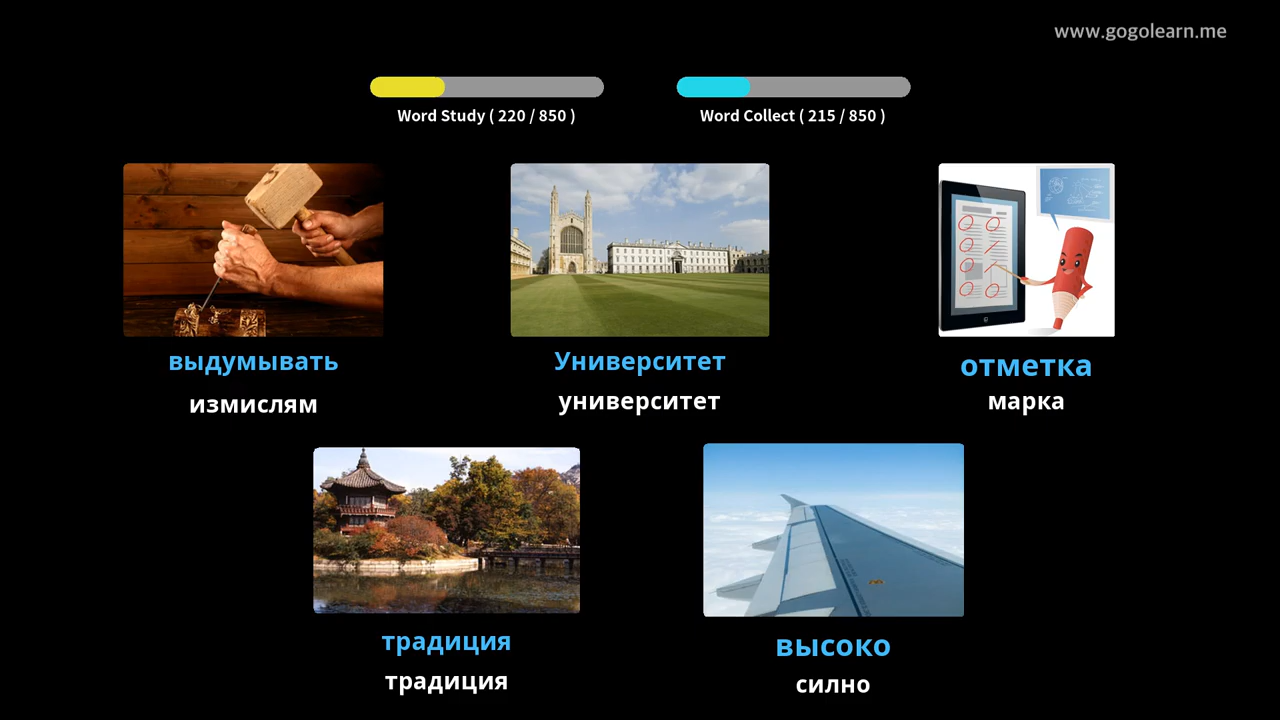 www.gogolearn.me
Word Study ( 220 / 850 )
Word Collect ( 215 / 850 )
выдумывать
измислям
Университет
университет
отметка
марка
традиция
традиция
высоко
силно